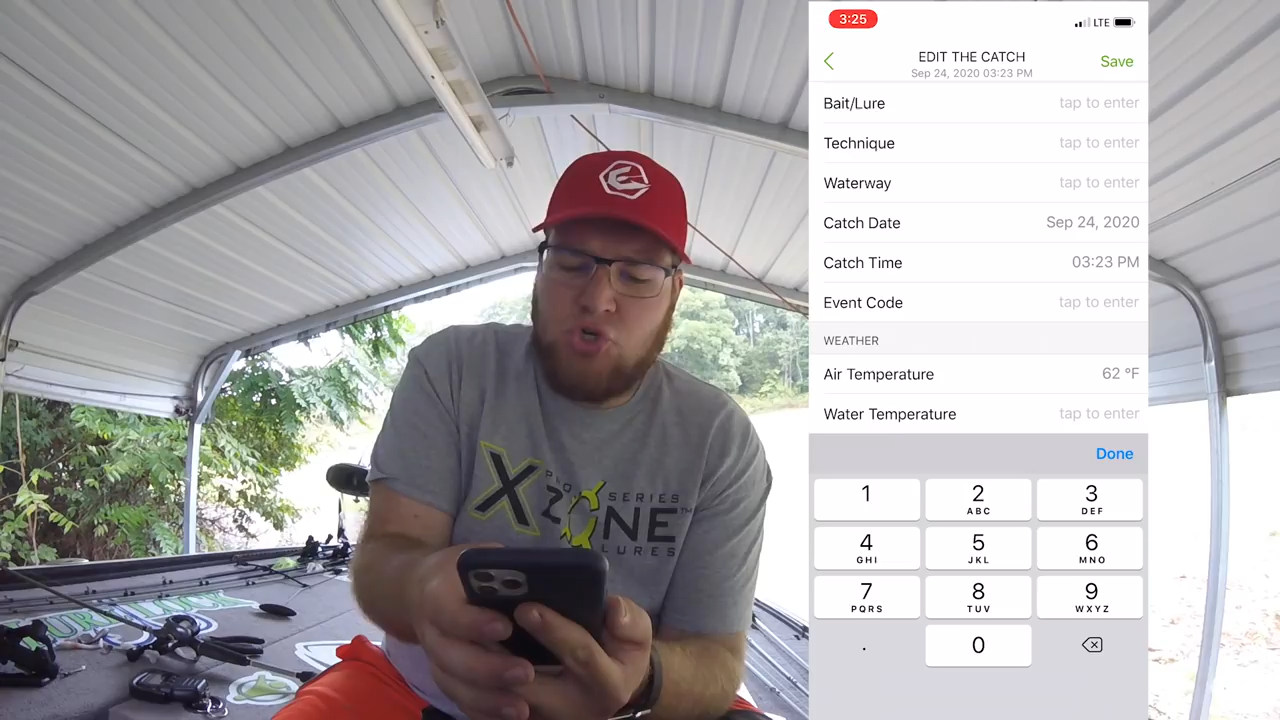 3:25
LTE
EDIT THE CATCH
Sep 24, 2020 03:23 PM
Save
Bait/Lure tap to enter
Technique tap to enter
Waterway tap to enter
Catch Date Sep 24, 2020
Catch Time 03:23 PM
Event Code tap to enter
WEATHER
Air Temperature 62 ºF
Water Temperature tap to enter
Done
1
2
ABC
3
DEF
4
GHI
5
JKL
6
MNO
7
PQRS
8
TUV
9
WXYZ
.
0
PRO SERIES
X ZONE™
LURES